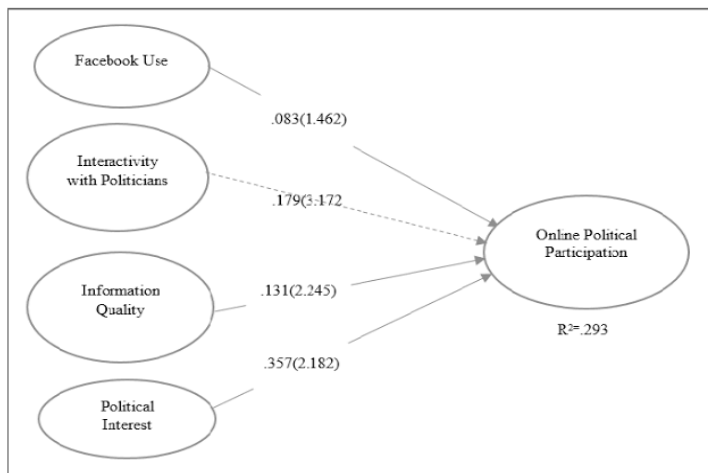 Facebook Use
.083(1.462)
Interactivity
with Politicians
.179(3.172
Online Political
Participation
Information
Quality
.131(2.245)
R²=.293
.357(2.182)
Political
Interest